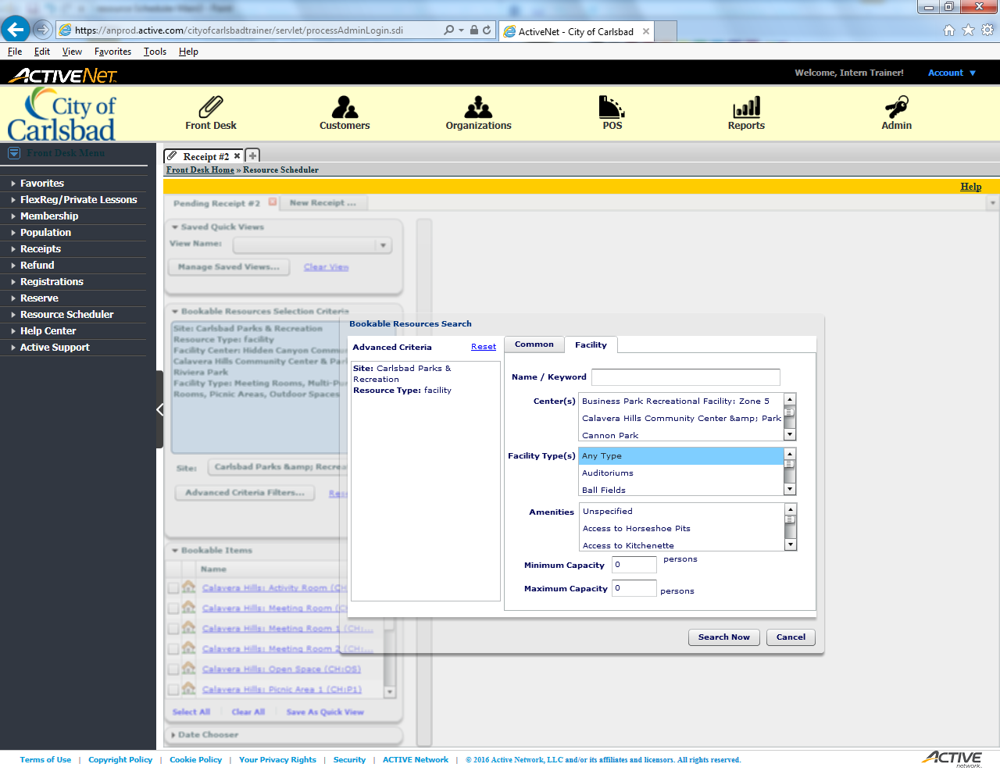 https://anprod.active.com/cityofcarlsbadtrainer/servlet/processAdminLogin.sdi
ActiveNet - City of Carlsbad
File Edit View Favorites Tools Help
ACTIVENET
Welcome, Intern Trainer!
Account
City of
Carlsbad
Front Desk
Customers
Organizations
POS
Reports
Admin
Front Desk Menu
Favorites
FlexReg/Private Lessons
Membership
Population
Receipts
Refund
Registrations
Reserve
Resource Scheduler
Help Center
Active Support
Receipt #2
Front Desk Home » Resource Scheduler
Help
Pending Receipt #2
New Receipt ...
Saved Quick Views
View Name:
Manage Saved Views...
Clear View
Bookable Resources Selection Criteria
Site: Carlsbad Parks & Recreation
Resource Type: facility
Facility Center: Hidden Canyon Commu
Calavera Hills Community Center & Par
Riviera Park
Facility Type: Meeting Rooms, Multi-Pu
Rooms, Picnic Areas, Outdoor Spaces
Site:
Carlsbad Parks &amp; Recrea
Advanced Criteria Filters...
Res
Bookable Items
Name
Calavera Hills: Activity Room (CH
Calavera Hills: Meeting Room (C
Calavera Hills: Meeting Room 1 (CH:...
Calavera Hills: Meeting Room 2 (CH:...
Calavera Hills: Open Space (CH:OS)
Calavera Hills: Picnic Area 1 (CH:P1)
Select All
Clear All
Save As Quick View
Date Chooser
Bookable Resources Search
Advanced Criteria
Reset
Site: Carlsbad Parks &
Recreation
Resource Type: facility
Common
Facility
Name / Keyword
Center(s)
Business Park Recreational Facility: Zone 5
Calavera Hills Community Center &amp; Park
Cannon Park
Facility Type(s)
Any Type
Auditoriums
Ball Fields
Amenities
Unspecified
Access to Horseshoe Pits
Access to Kitchenette
Minimum Capacity 0 persons
Maximum Capacity 0 persons
Search Now
Cancel
Terms of Use | Copyright Policy | Cookie Policy | Your Privacy Rights | Security | ACTIVE Network | © 2016 Active Network, LLC and/or its affiliates and licensors. All rights reserved.
ACTIVE
network